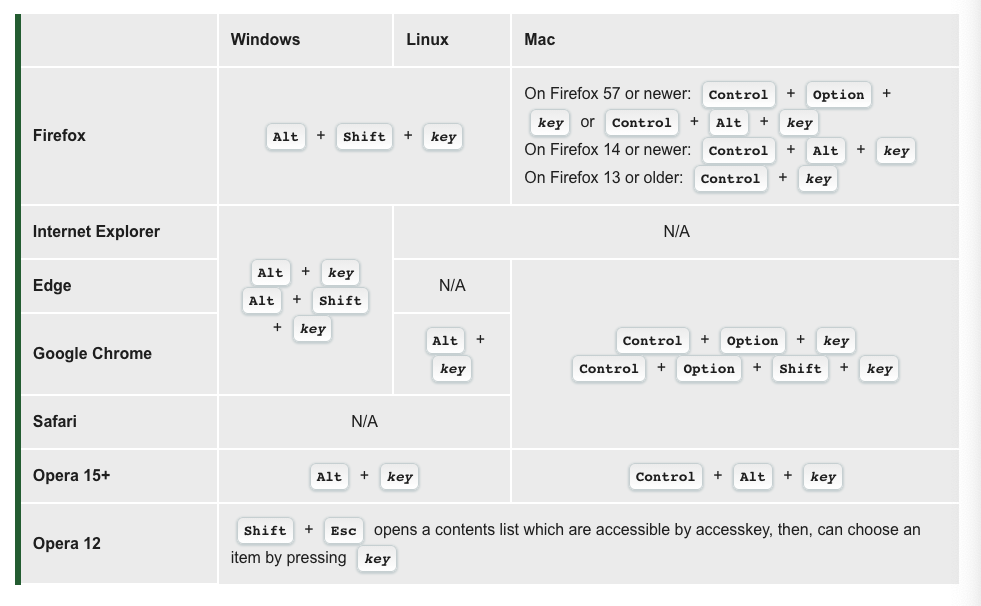 Windows Linux Mac
Firefox
Alt + Shift + key
On Firefox 57 or newer: Control + Option +
key or Control + Alt + key
On Firefox 14 or newer: Control + Alt + key
On Firefox 13 or older: Control + key
Internet Explorer
Alt + key
Alt + Shift
+ key
N/A
Edge
N/A
Control + Option + key
Control + Option + Shift + key
Google Chrome
Alt +
key
Safari
N/A
Opera 15+
Alt + key
Control + Alt + key
Opera 12
Shift + Esc opens a contents list which are accessible by accesskey, then, can choose an
item by pressing key